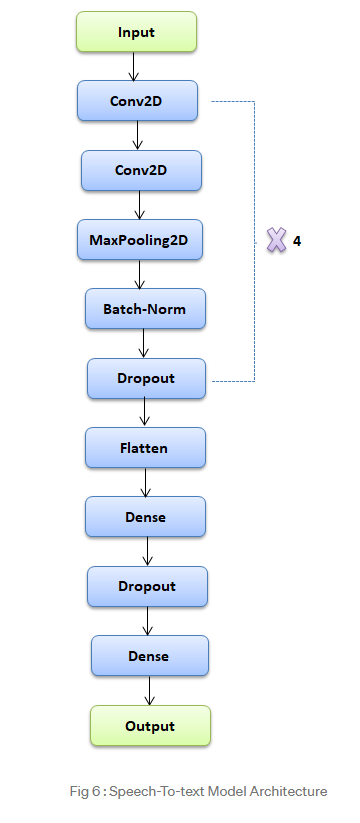 Input
Conv2D
Conv2D
MaxPooling2D
4
Batch-Norm
Dropout
Flatten
Dense
Dropout
Dense
Output
Fig 6 : Speech-To-text Model Architecture